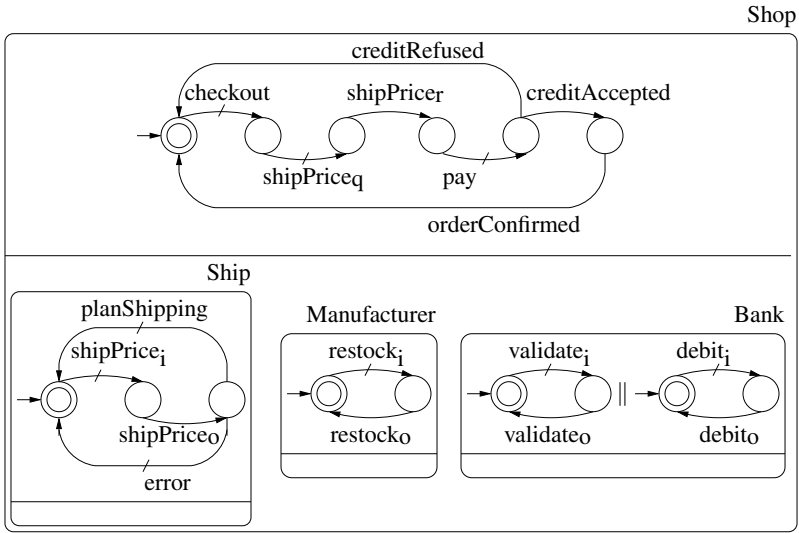 Shop
creditRefused
checkout
shipPricer
creditAccepted
shipPriceq
pay
orderConfirmed
Ship
planShipping
shipPricei
shipPriceo
error
Manufacturer
restocki
restocko
Bank
validatei
debiti
||
validateo
debito